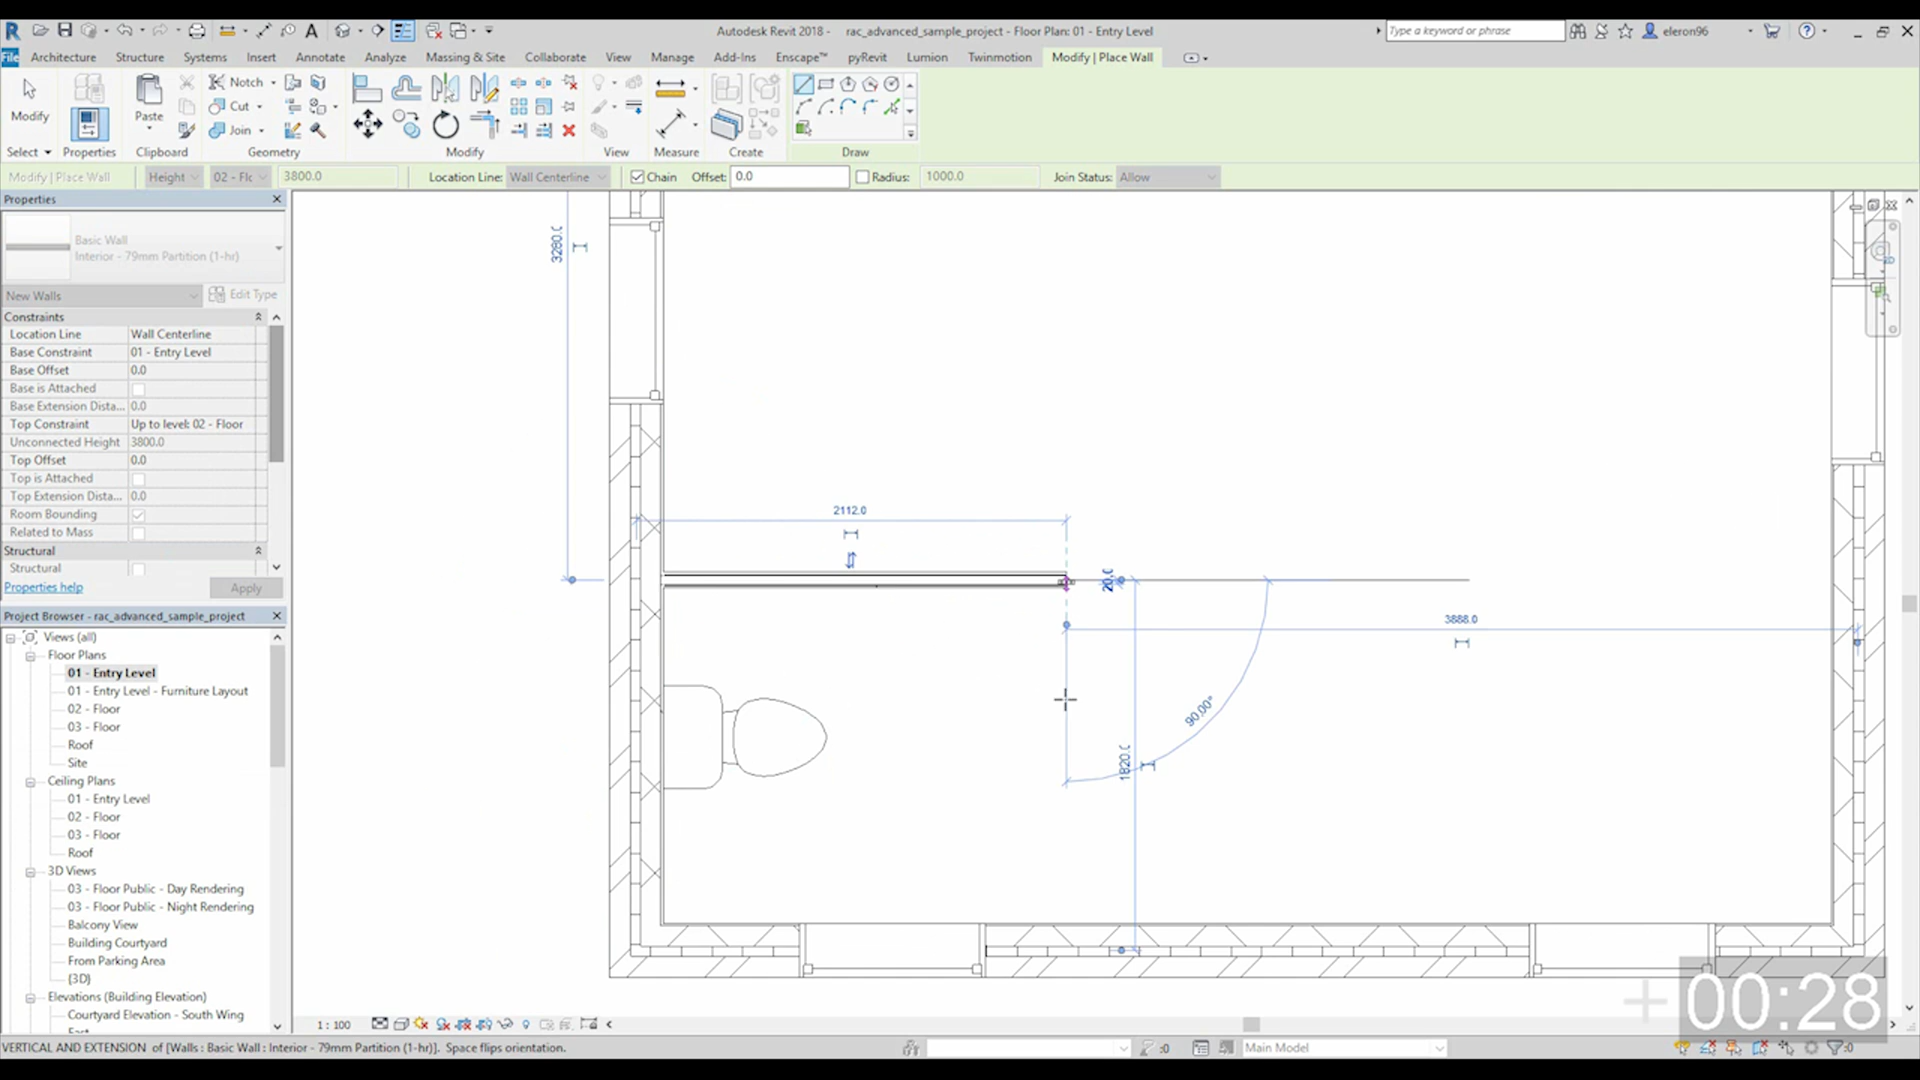 Autodesk Revit 2018 - rac_advanced_sample_project - Floor Plan: 01 - Entry Level
Type a keyword or phrase
eleron96
File Architecture Structure Systems Insert Annotate Analyze Massing & Site Collaborate View Manage Add-Ins Enscape™ pyRevit Lumion Twinmotion Modify | Place Wall
Modify
Paste
Notch
Cut
Join
Select Properties Clipboard Geometry Modify View Measure Create Draw
Modify | Place Wall Height 02 - Flc 3800.0 Location Line: Wall Centerline Chain Offset: 0.0 Radius: 1000.0 Join Status: Allow
Properties
Basic Wall
Interior - 79mm Partition (1-hr)
New Walls Edit Type
Constraints
Location Line Wall Centerline
Base Constraint 01 - Entry Level
Base Offset 0.0
Base is Attached
Base Extension Dista... 0.0
Top Constraint Up to level: 02 - Floor
Unconnected Height 3800.0
Top Offset 0.0
Top is Attached
Top Extension Dista... 0.0
Room Bounding
Related to Mass
Structural
Structural
Properties help Apply
Project Browser - rac_advanced_sample_project
Views (all)
Floor Plans
01 - Entry Level
01 - Entry Level - Furniture Layout
02 - Floor
03 - Floor
Roof
Site
Ceiling Plans
01 - Entry Level
02 - Floor
03 - Floor
Roof
3D Views
03 - Floor Public - Day Rendering
03 - Floor Public - Night Rendering
Balcony View
Building Courtyard
From Parking Area
{3D}
Elevations (Building Elevation)
Courtyard Elevation - South Wing
3280.0
2112.0
20.0
3888.0
90.00°
1820.0
+00:28
1 : 100
VERTICAL AND EXTENSION of [Walls : Basic Wall : Interior - 79mm Partition (1-hr)]. Space flips orientation.
:0
Main Model
:0